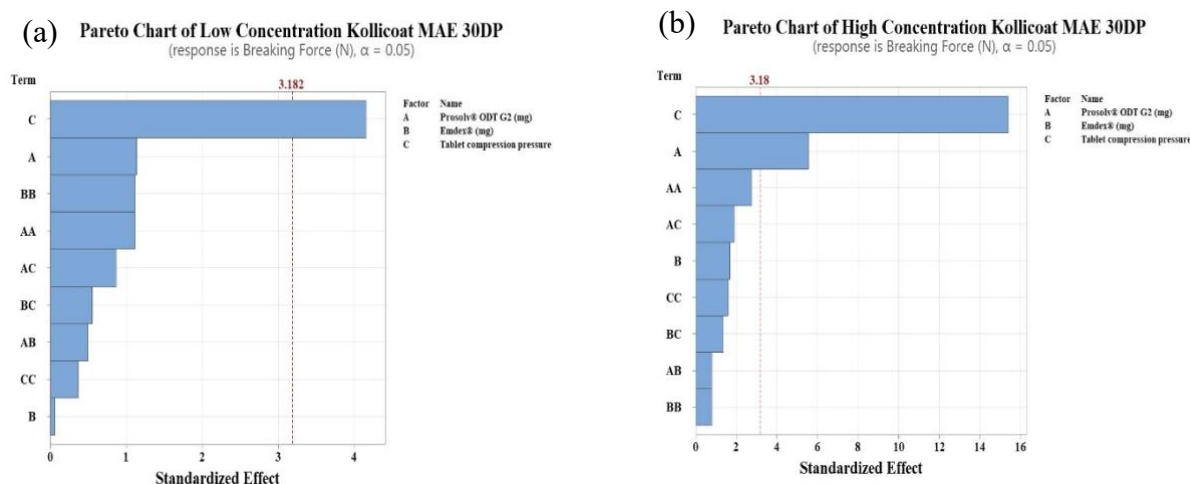 (a)
Pareto Chart of Low Concentration Kollicoat MAE 30DP
(response is Breaking Force (N), α = 0.05)
Term
3.182
C
A
BB
AA
AC
BC
AB
CC
B
0 1 2 3 4
Standardized Effect
Factor Name
A Prosolv® ODT G2 (mg)
B Emdex® (mg)
C Tablet compression pressure
(b)
Pareto Chart of High Concentration Kollicoat MAE 30DP
(response is Breaking Force (N), α = 0.05)
Term
3.18
C
A
AA
AC
B
CC
BC
AB
BB
0 2 4 6 8 10 12 14 16
Standardized Effect
Factor Name
A Prosolv® ODT G2 (mg)
B Emdex® (mg)
C Tablet compression pressure